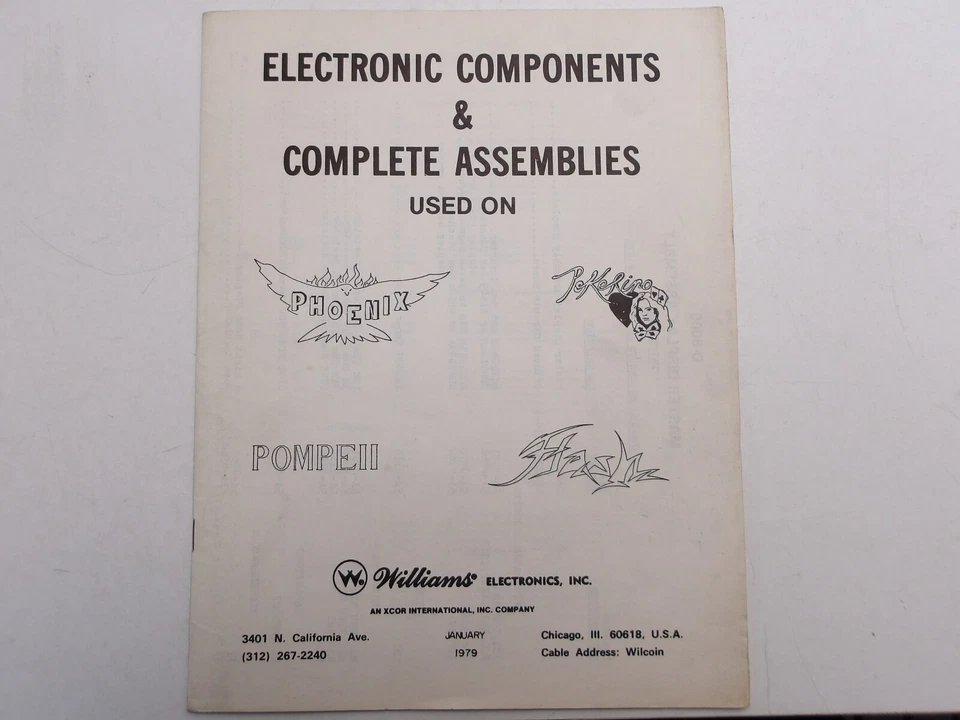 ELECTRONIC COMPONENTS
&
COMPLETE ASSEMBLIES
USED ON
PHOENIX
Pokerino
POMPEII
Flash
W. Williams® ELECTRONICS, INC.
AN XCOR INTERNATIONAL, INC. COMPANY
3401 N. California Ave. JANUARY Chicago, Ill. 60618, U.S.A.
(312) 267-2240 1979 Cable Address: Wilcoin